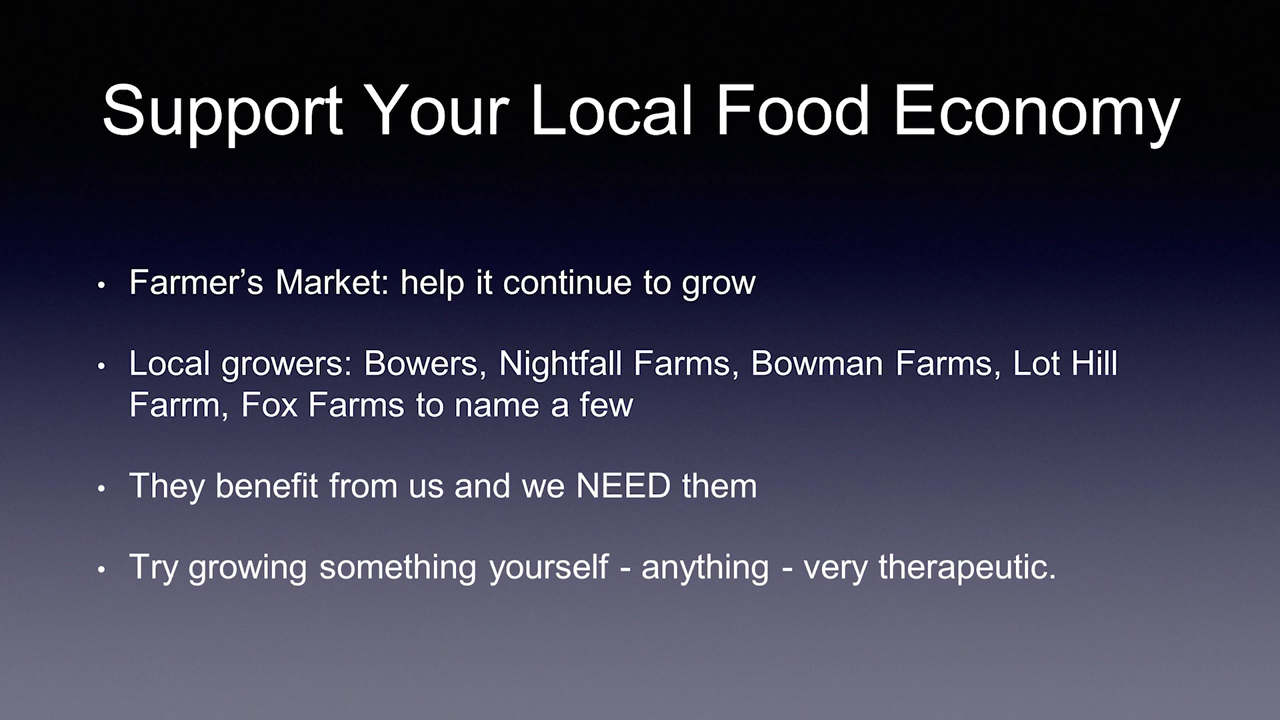 Support Your Local Food Economy
• Farmer’s Market: help it continue to grow
• Local growers: Bowers, Nightfall Farms, Bowman Farms, Lot Hill
Farrm, Fox Farms to name a few
• They benefit from us and we NEED them
• Try growing something yourself - anything - very therapeutic.